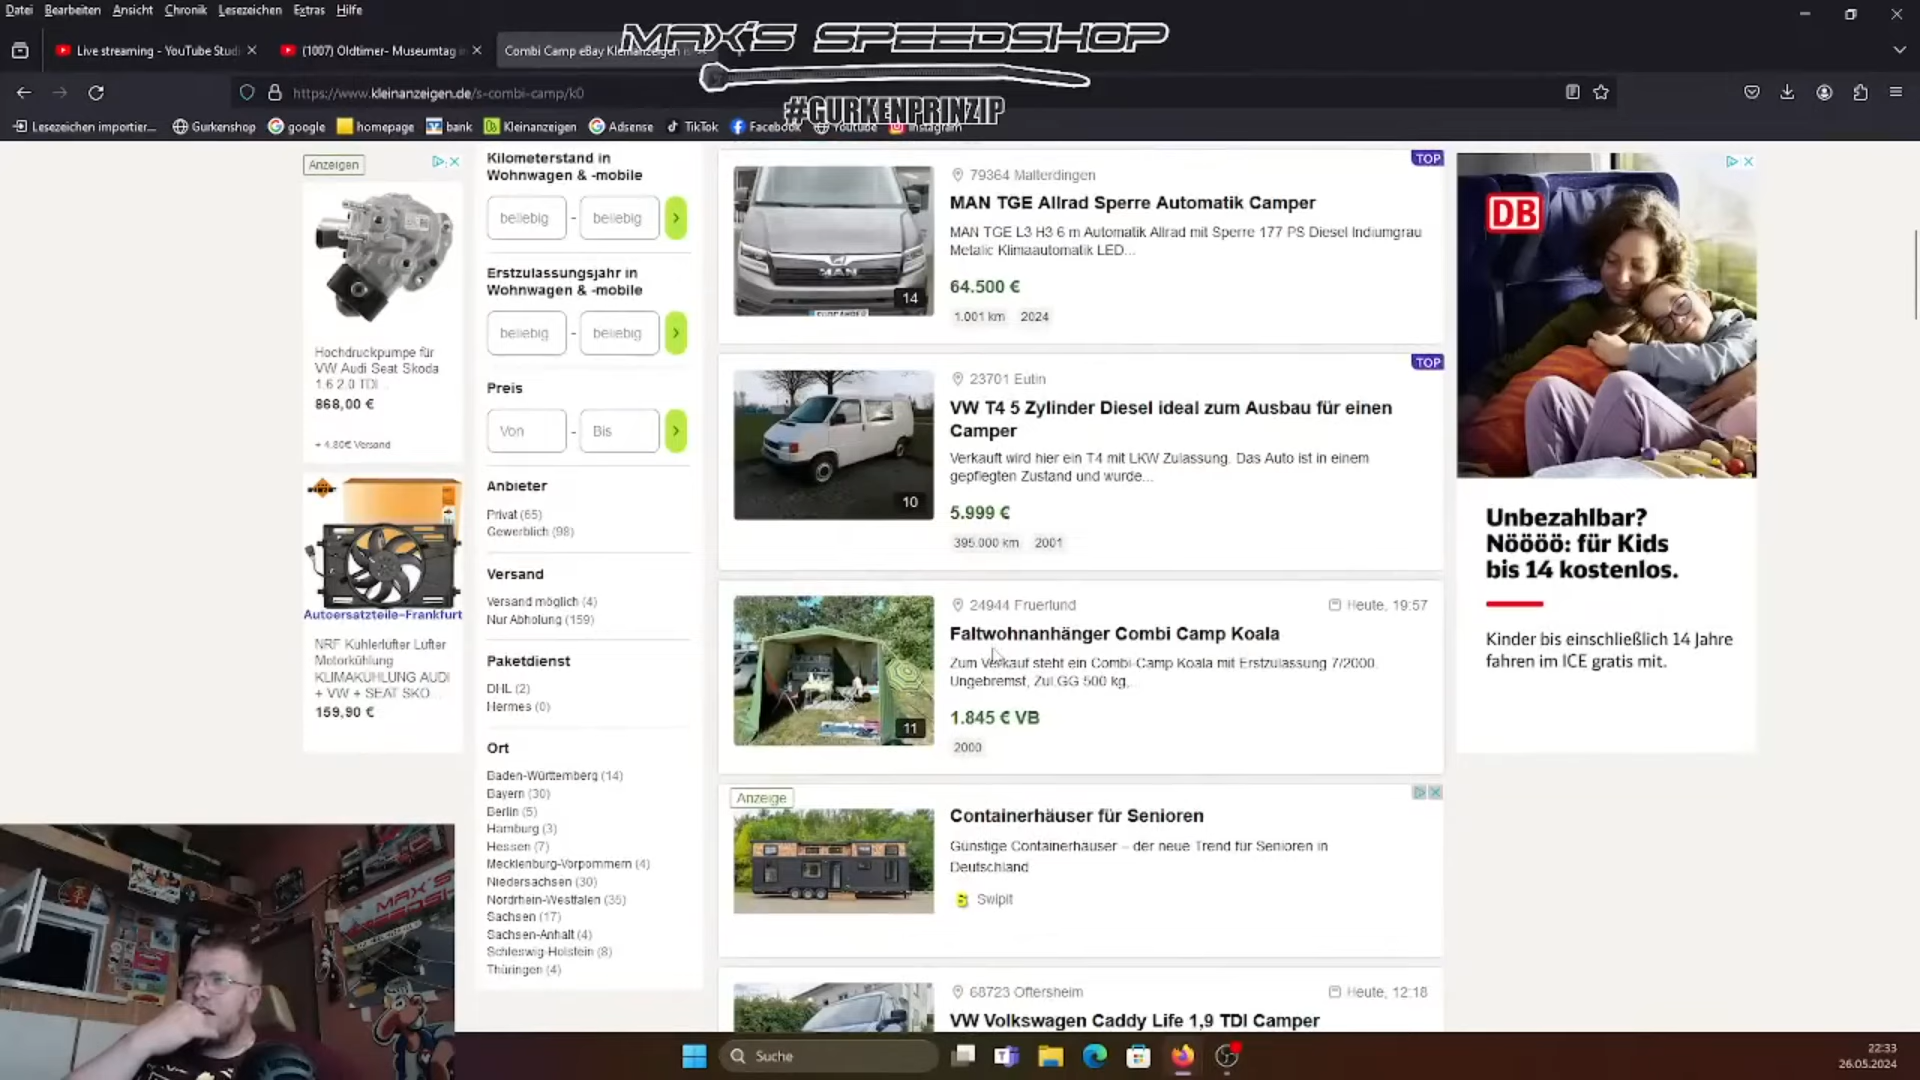 Datei Bearbeiten Ansicht Chronik Lesezeichen Extras Hilfe
MAX'S SPEEDSHOP
Live streaming - YouTube Studi
(1007) Oldtimer- Museumtag
Combi Camp eBay Kleinanzeigen
https://www.kleinanzeigen.de/s-combi-camp/k0
#GURKENPRINZIP
Lesezeichen importier...
Gurkenshop
google
homepage
bank
Kleinanzeigen
Adsense
TikTok
Facebook
Youtube
Instagram
Anzeigen
Hochdruckpumpe für
VW Audi Seat Skoda
1.6 2.0 TDI ...
868,00 €
+ 4.80€ Versand
Autoersatzteile-Frankfurt
NRF Kühlerlüfter Lüfter
Motorkühlung
KLIMAKÜHLUNG AUDI
+ VW + SEAT SKO...
159,90 €
Kilometerstand in
Wohnwagen & -mobile
beliebig - beliebig
Erstzulassungsjahr in
Wohnwagen & -mobile
beliebig - beliebig
Preis
Von - Bis
Anbieter
Privat (65)
Gewerblich (98)
Versand
Versand möglich (4)
Nur Abholung (159)
Paketdienst
DHL (2)
Hermes (0)
Ort
Baden-Württemberg (14)
Bayern (30)
Berlin (5)
Hamburg (3)
Hessen (7)
Mecklenburg-Vorpommern (4)
Niedersachsen (30)
Nordrhein-Westfalen (35)
Sachsen (17)
Sachsen-Anhalt (4)
Schleswig-Holstein (8)
Thüringen (4)
TOP
79364 Malterdingen
MAN TGE Allrad Sperre Automatik Camper
MAN TGE L3 H3 6 m Automatik Allrad mit Sperre 177 PS Diesel Indiumgrau
Metalic Klimaautomatik LED...
64.500 €
1.001 km 2024
MAN
14
TOP
23701 Eutin
VW T4 5 Zylinder Diesel ideal zum Ausbau für einen
Camper
Verkauft wird hier ein T4 mit LKW Zulassung. Das Auto ist in einem
gepflegten Zustand und wurde...
5.999 €
395.000 km 2001
10
24944 Fruerlund
Heute, 19:57
Faltwohnanhänger Combi Camp Koala
Zum Verkauf steht ein Combi-Camp Koala mit Erstzulassung 7/2000.
Ungebremst, Zul.GG 500 kg,...
1.845 € VB
2000
11
Anzeige
Containerhäuser für Senioren
Günstige Containerhäuser – der neue Trend für Senioren in
Deutschland
Swipit
68723 Oftersheim
Heute, 12:18
VW Volkswagen Caddy Life 1,9 TDI Camper
DB
Unbezahlbar?
Nöööö: für Kids
bis 14 kostenlos.
Kinder bis einschließlich 14 Jahre
fahren im ICE gratis mit.
MAX'S
Suche
22:33
26.05.2024